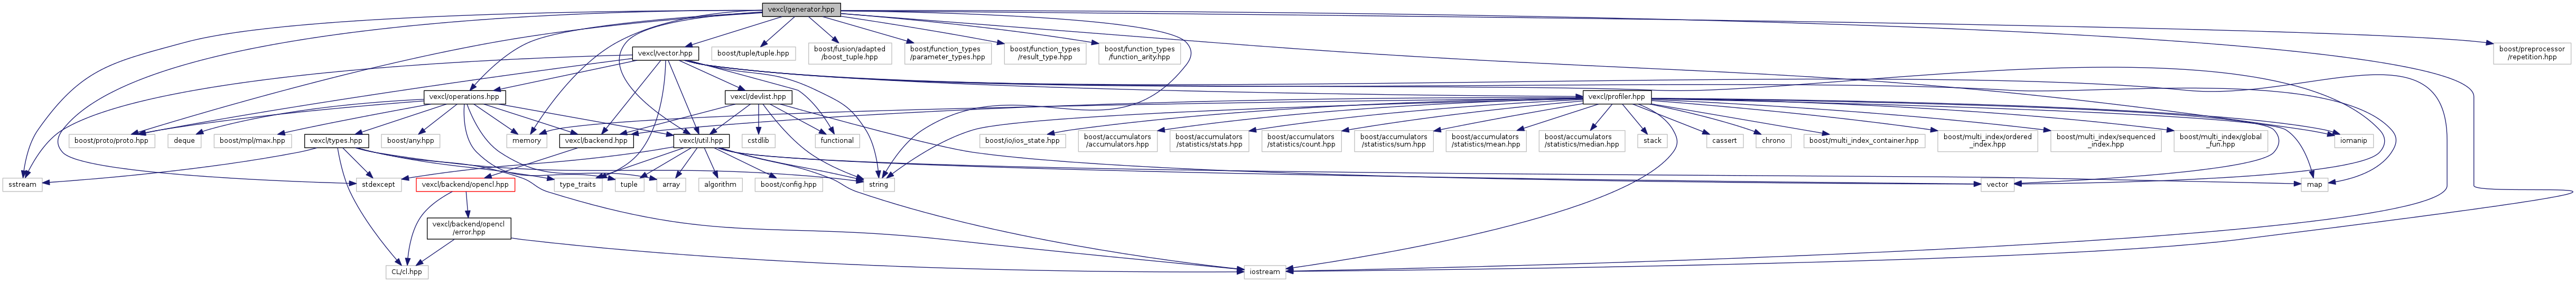 vexcl/generator.hpp
vexcl/vector.hpp
boost/tuple/tuple.hpp
boost/fusion/adapted
/boost_tuple.hpp
boost/function_types
/parameter_types.hpp
boost/function_types
/result_type.hpp
boost/function_types
/function_arity.hpp
boost/preprocessor
/repetition.hpp
vexcl/operations.hpp
vexcl/devlist.hpp
vexcl/profiler.hpp
boost/proto/proto.hpp
deque
boost/mpl/max.hpp
vexcl/types.hpp
boost/any.hpp
memory
vexcl/backend.hpp
vexcl/util.hpp
cstdlib
functional
boost/io/ios_state.hpp
boost/accumulators
/accumulators.hpp
boost/accumulators
/statistics/stats.hpp
boost/accumulators
/statistics/count.hpp
boost/accumulators
/statistics/sum.hpp
boost/accumulators
/statistics/mean.hpp
boost/accumulators
/statistics/median.hpp
stack
cassert
chrono
boost/multi_index_container.hpp
boost/multi_index/ordered
_index.hpp
boost/multi_index/sequenced
_index.hpp
boost/multi_index/global
_fun.hpp
iomanip
sstream
stdexcept
vexcl/backend/opencl.hpp
type_traits
tuple
array
algorithm
boost/config.hpp
string
vector
map
vexcl/backend/opencl
/error.hpp
CL/cl.hpp
iostream